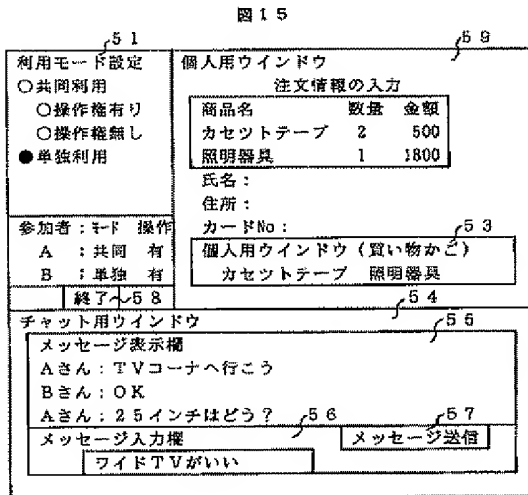 図15
51
59
利用モード設定
○共同利用
○操作権有り
○操作権無し
●単独利用
参加者:モード 操作
A :共同 有
B :単独 有
終了 58
個人用ウインドウ
注文情報の入力
商品名 数量 金額
カセットテープ 2 500
照明器具 1 1800
氏名:
住所:
カードNo:
53
個人用ウインドウ(買い物かご)
カセットテープ 照明器具
54
チャット用ウインドウ
55
メッセージ表示欄
Aさん:TVコーナへ行こう
Bさん:OK
Aさん:25インチはどう?
56
57
メッセージ入力欄
メッセージ送信
ワイドTVがいい